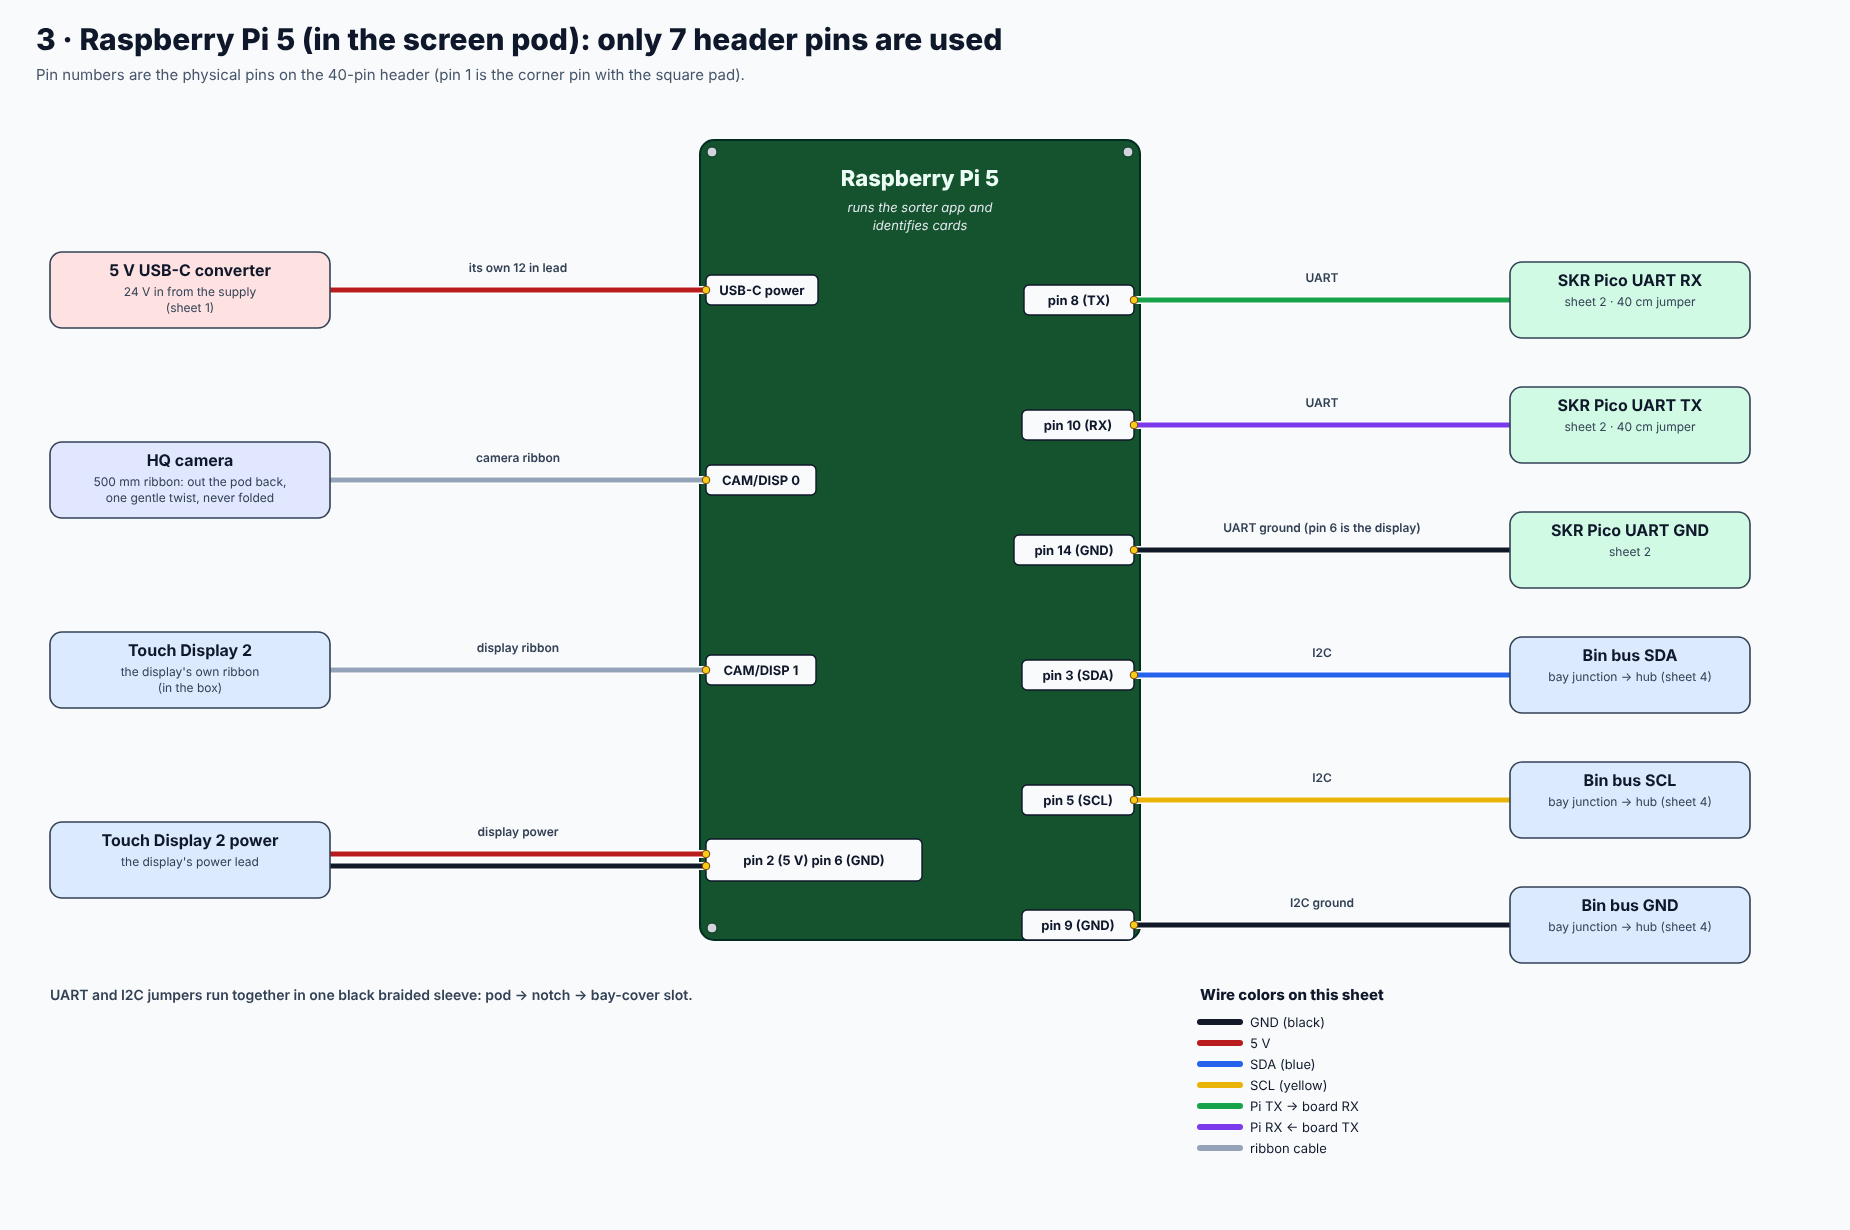 3 · Raspberry Pi 5 (in the screen pod): only 7 header pins are used
Pin numbers are the physical pins on the 40-pin header (pin 1 is the corner pin with the square pad).
Raspberry Pi 5
runs the sorter app and
identifies cards
5 V USB-C converter
24 V in from the supply
(sheet 1)
its own 12 in lead
USB-C power
HQ camera
500 mm ribbon: out the pod back,
one gentle twist, never folded
camera ribbon
CAM/DISP 0
Touch Display 2
the display's own ribbon
(in the box)
display ribbon
CAM/DISP 1
Touch Display 2 power
the display's power lead
display power
pin 2 (5 V) pin 6 (GND)
pin 8 (TX)
UART
SKR Pico UART RX
sheet 2 · 40 cm jumper
pin 10 (RX)
UART
SKR Pico UART TX
sheet 2 · 40 cm jumper
pin 14 (GND)
UART ground (pin 6 is the display)
SKR Pico UART GND
sheet 2
pin 3 (SDA)
I2C
Bin bus SDA
bay junction → hub (sheet 4)
pin 5 (SCL)
I2C
Bin bus SCL
bay junction → hub (sheet 4)
pin 9 (GND)
I2C ground
Bin bus GND
bay junction → hub (sheet 4)
UART and I2C jumpers run together in one black braided sleeve: pod → notch → bay-cover slot.
Wire colors on this sheet
GND (black)
5 V
SDA (blue)
SCL (yellow)
Pi TX → board RX
Pi RX ← board TX
ribbon cable